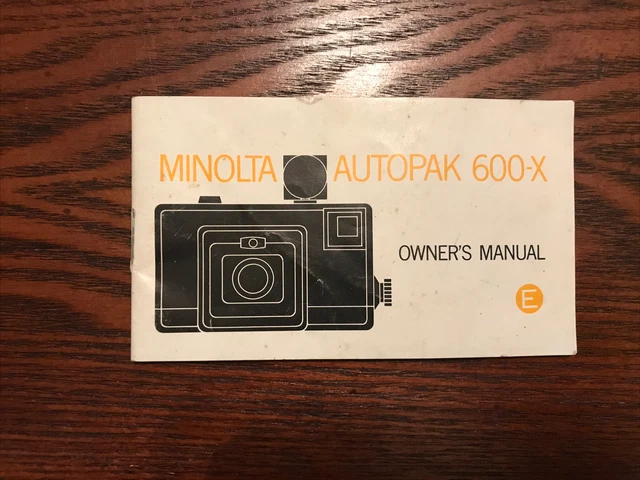 MINOLTA AUTOPAK 600-X
OWNER'S MANUAL
E